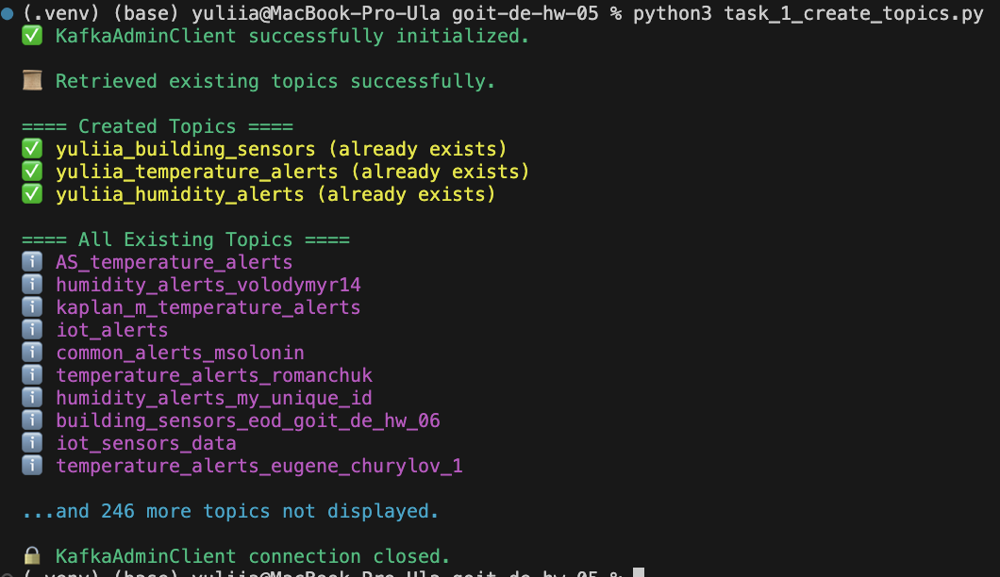 (.venv) (base) yuliia@MacBook-Pro-Ula goit-de-hw-05 % python3 task_1_create_topics.py
✅ KafkaAdminClient successfully initialized.
📜 Retrieved existing topics successfully.
==== Created Topics ====
✅ yuliia_building_sensors (already exists)
✅ yuliia_temperature_alerts (already exists)
✅ yuliia_humidity_alerts (already exists)
==== All Existing Topics ====
ℹ️ AS_temperature_alerts
ℹ️ humidity_alerts_volodymyr14
ℹ️ kaplan_m_temperature_alerts
ℹ️ iot_alerts
ℹ️ common_alerts_msolonin
ℹ️ temperature_alerts_romanchuk
ℹ️ humidity_alerts_my_unique_id
ℹ️ building_sensors_eod_goit_de_hw_06
ℹ️ iot_sensors_data
ℹ️ temperature_alerts_eugene_churylov_1
...and 246 more topics not displayed.
🔒 KafkaAdminClient connection closed.
(.venv) (base) yuliia@MacBook-Pro-Ula goit-de-hw-05 %